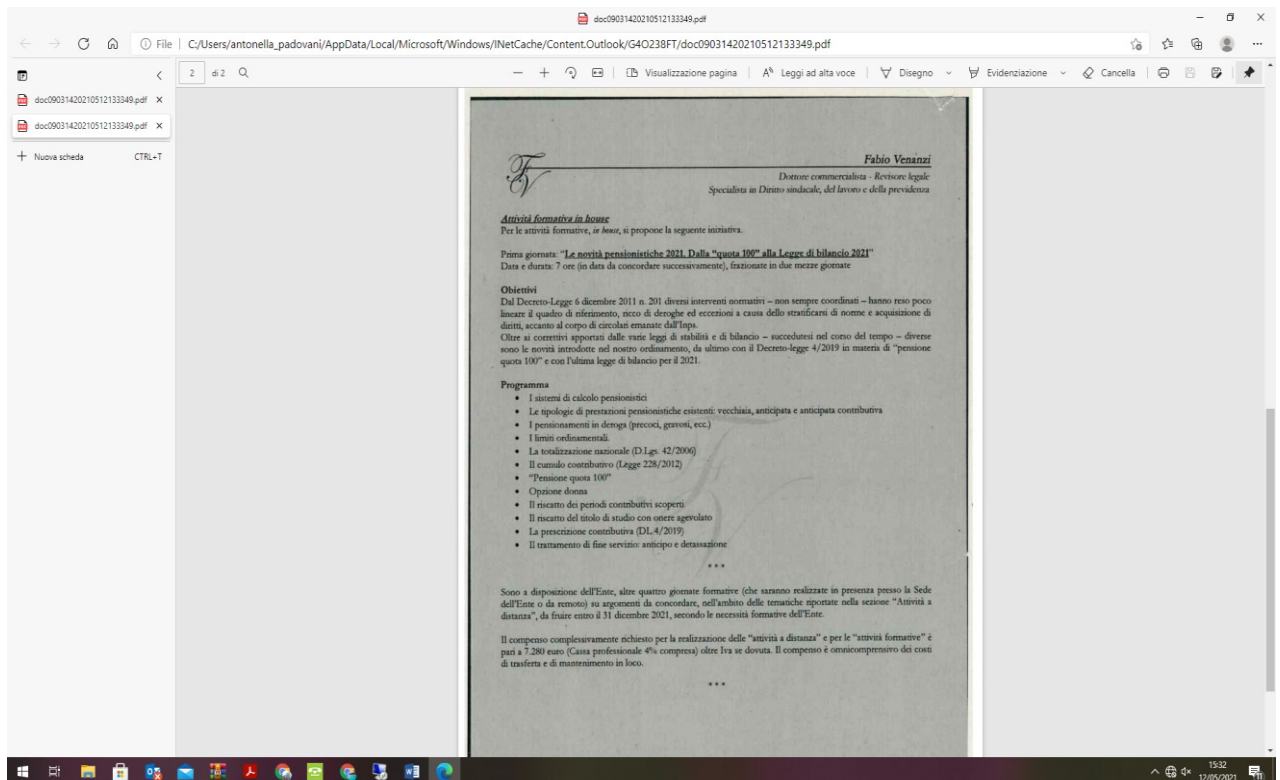 doc09031420210512133349.pdf
File C:/Users/antonella_padovani/AppData/Local/Microsoft/Windows/INetCache/Content.Outlook/G4O238FT/doc09031420210512133349.pdf
2 di 2 Visualizzazione pagina Leggi ad alta voce Disegno Evidenziazione Cancella
doc09031420210512133349.pdf
doc09031420210512133349.pdf
Nuova scheda CTRL+T
Fabio Venanzi
Dottore commercialista - Revisore legale
Specialista in Diritto sindacale, del lavoro e della previdenza
Attività formativa in house
Per le attività formative, in house, si propone la seguente iniziativa.
Prima giornata: "Le novità pensionistiche 2021. Dalla "quota 100" alla Legge di bilancio 2021"
Data e durata: 7 ore (in data da concordare successivamente), frazionate in due mezze giornate
Obiettivi
Dal Decreto-Legge 6 dicembre 2011 n. 201 diversi interventi normativi – non sempre coordinati – hanno reso poco
lineare il quadro di riferimento, ricco di deroghe ed eccezioni a causa dello stratificarsi di norme e acquisizione di
diritti, accanto al corpo di circolari emanate dall'Inps.
Oltre ai correttivi apportati dalle varie leggi di stabilità e di bilancio – succedutesi nel corso del tempo – diverse
sono le novità introdotte nel nostro ordinamento, da ultimo con il Decreto-legge 4/2019 in materia di "pensione
quota 100" e con l'ultima legge di bilancio per il 2021.
Programma
• I sistemi di calcolo pensionistici
• Le tipologie di prestazioni pensionistiche esistenti: vecchiaia, anticipata e anticipata contributiva
• I pensionamenti in deroga (precoci, gravosi, ecc.)
• I limiti ordinamentali.
• La totalizzazione nazionale (D.Lgs. 42/2006)
• Il cumulo contributivo (Legge 228/2012)
• "Pensione quota 100"
• Opzione donna
• Il riscatto dei periodi contributivi scoperti
• Il riscatto del titolo di studio con onere agevolato
• La prescrizione contributiva (DL 4/2019)
• Il trattamento di fine servizio: anticipo e detassazione
***
Sono a disposizione dell'Ente, altre quattro giornate formative (che saranno realizzate in presenza presso la Sede
dell'Ente o da remoto) su argomenti da concordare, nell'ambito delle tematiche riportate nella sezione "Attività a
distanza", da fruire entro il 31 dicembre 2021, secondo le necessità formative dell'Ente.
Il compenso complessivamente richiesto per la realizzazione delle "attività a distanza" e per le "attività formative" è
pari a 7.280 euro (Cassa professionale 4% compresa) oltre Iva se dovuta. Il compenso è omnicomprensivo dei costi
di trasferta e di mantenimento in loco.
***
15:32
12/05/2021